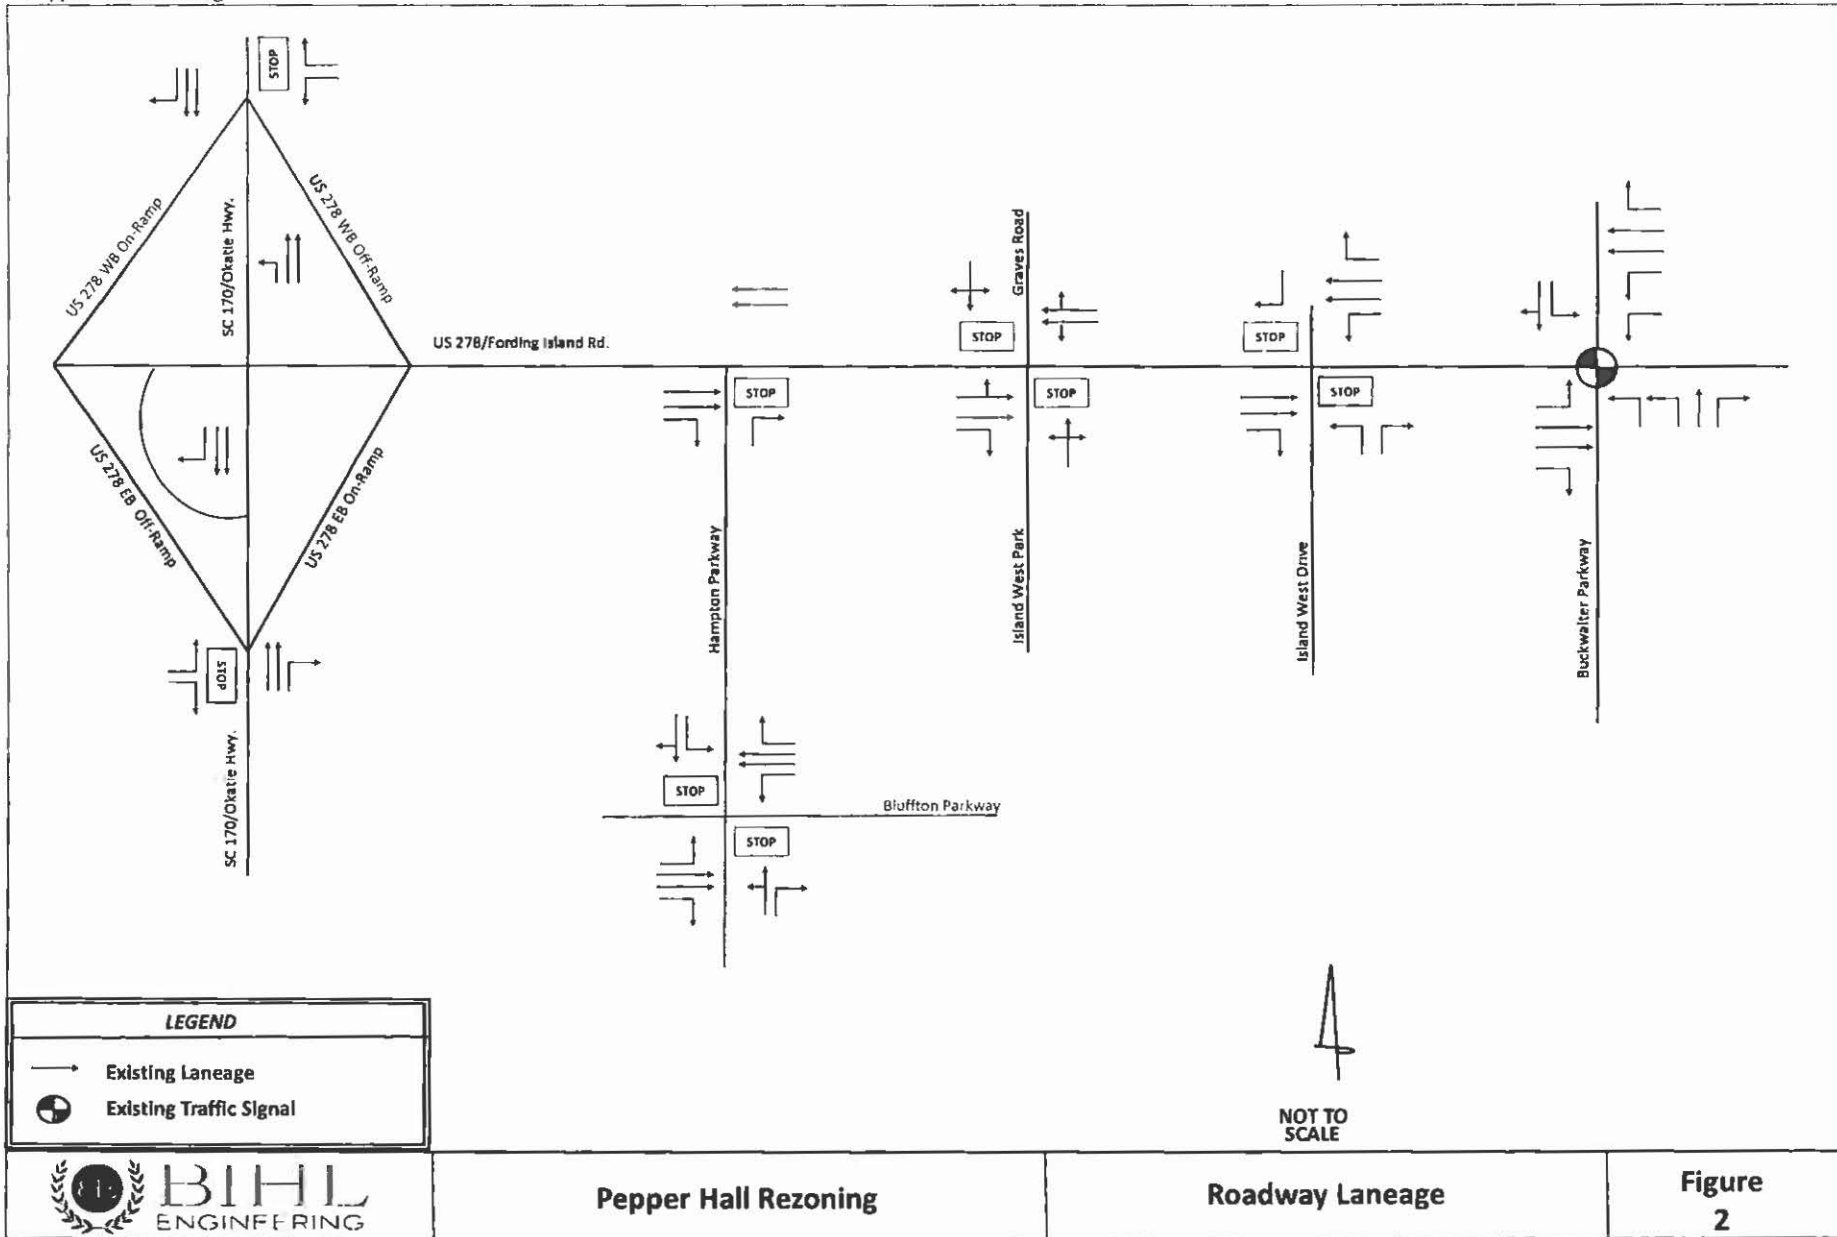 STOP
US 278 WB On-Ramp
SC 170/Okatie Hwy.
US 278 WB Off-Ramp
US 278/Fording Island Rd.
US 278 EB Off-Ramp
US 278 EB On-Ramp
STOP
SC 170/Okatie Hwy.
STOP
Hampton Parkway
STOP
Bluffton Parkway
STOP
Graves Road
STOP
STOP
Island West Park
STOP
STOP
Island West Drive
Buckwalter Parkway
LEGEND
Existing Laneage
Existing Traffic Signal
NOT TO
SCALE
BIHL
ENGINEERING
Pepper Hall Rezoning
Roadway Laneage
Figure
2